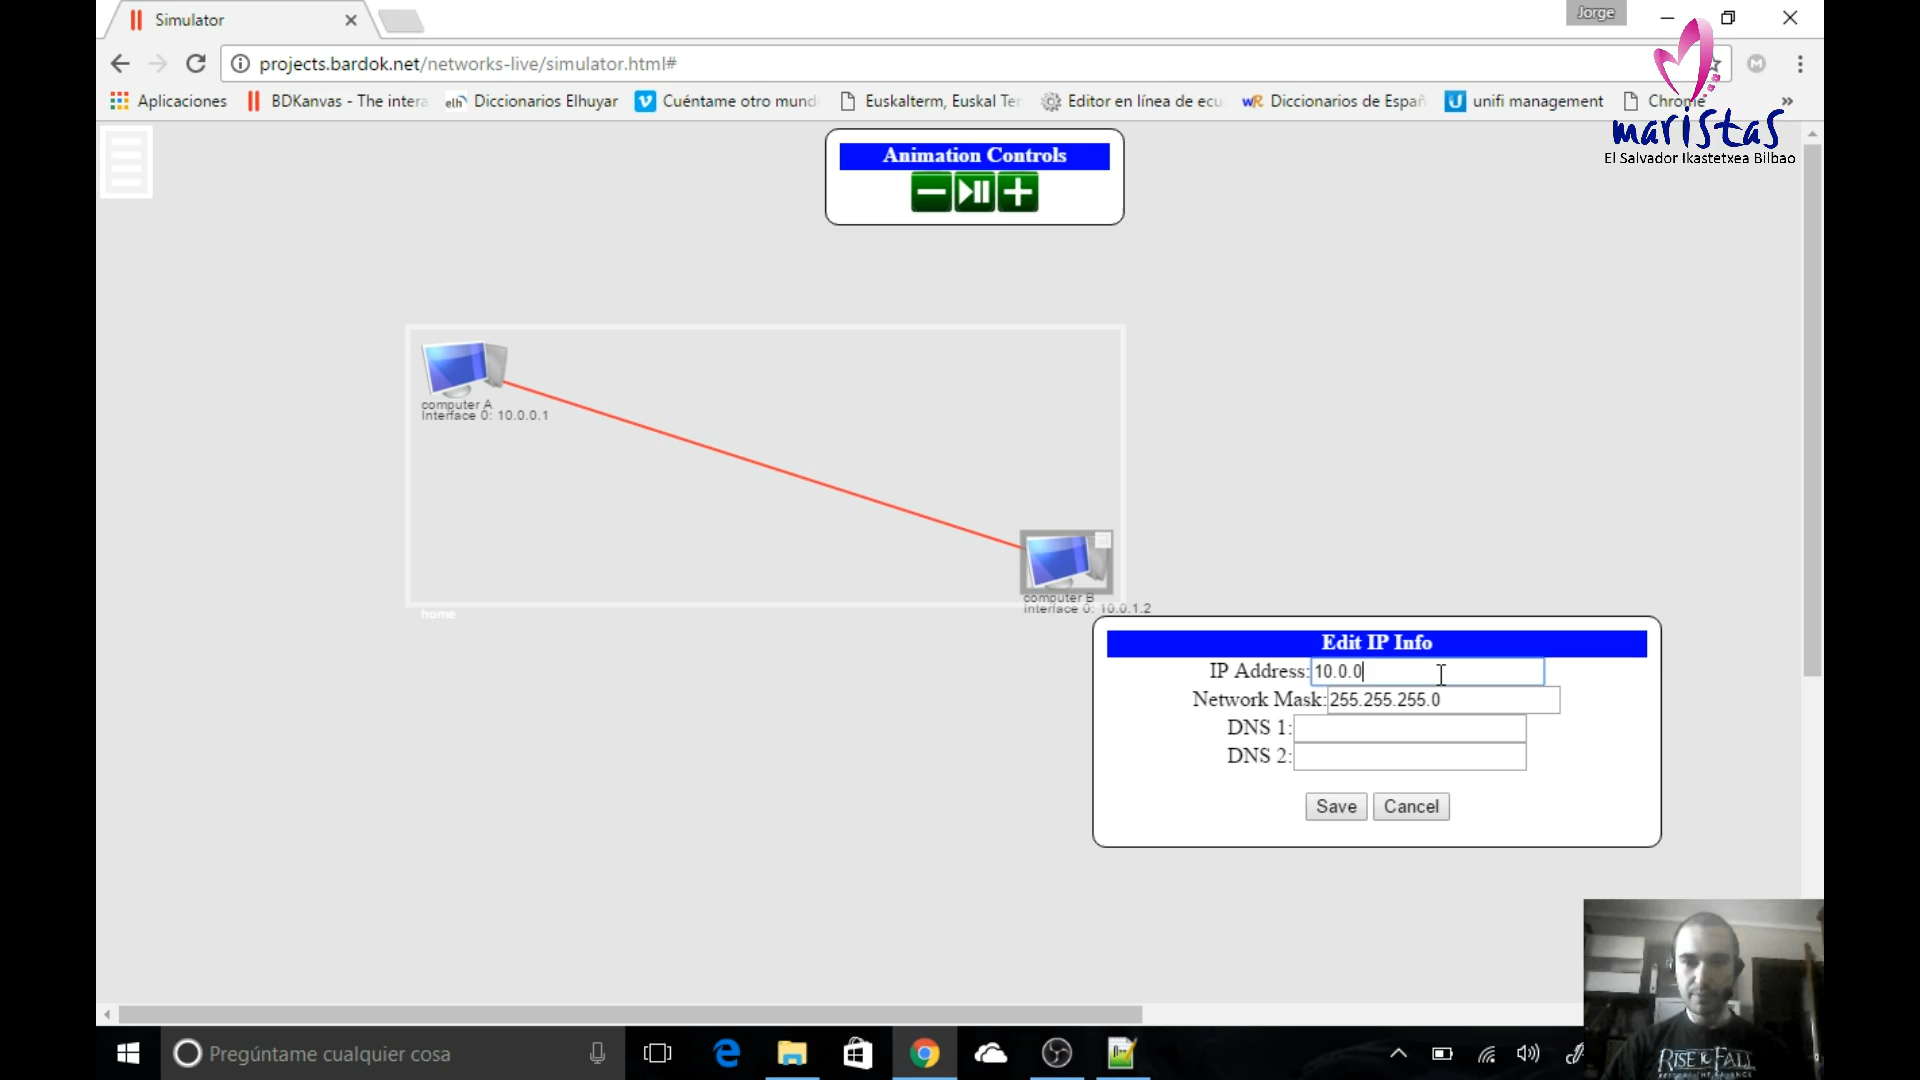 Simulator
Jorge
projects.bardok.net/networks-live/simulator.html#
Aplicaciones
BDKanvas - The intera
elh Diccionarios Elhuyar
Cuéntame otro mund
Euskalterm, Euskal Ter
Editor en línea de ecu
WR Diccionarios de Españ
unifi management
Chrome
maristas
El Salvador Ikastetxea Bilbao
Animation Controls
computer A
Interface 0: 10.0.0.1
computer B
Interface 0: 10.0.1.2
home
Edit IP Info
IP Address: 10.0.0
Network Mask: 255.255.255.0
DNS 1:
DNS 2:
Save Cancel
Pregúntame cualquier cosa